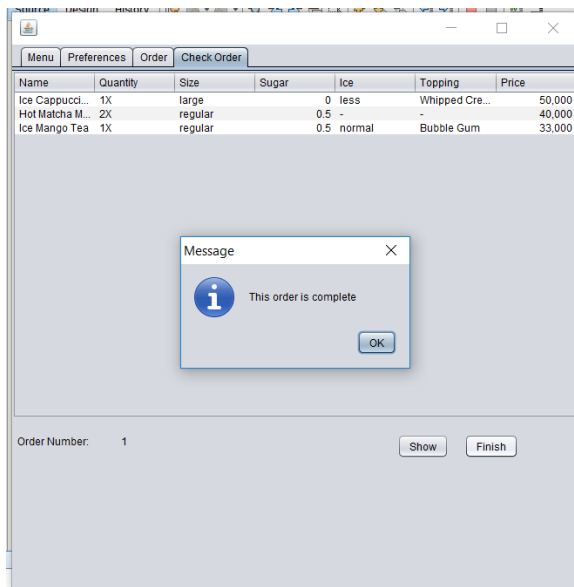 Source Design History
Menu Preferences Order Check Order
Name Quantity Size Sugar Ice Topping Price
Ice Cappucci... 1X large 0 less Whipped Cre... 50,000
Hot Matcha M... 2X regular 0.5 - - 40,000
Ice Mango Tea 1X regular 0.5 normal Bubble Gum 33,000
Message
This order is complete
OK
Order Number: 1 Show Finish